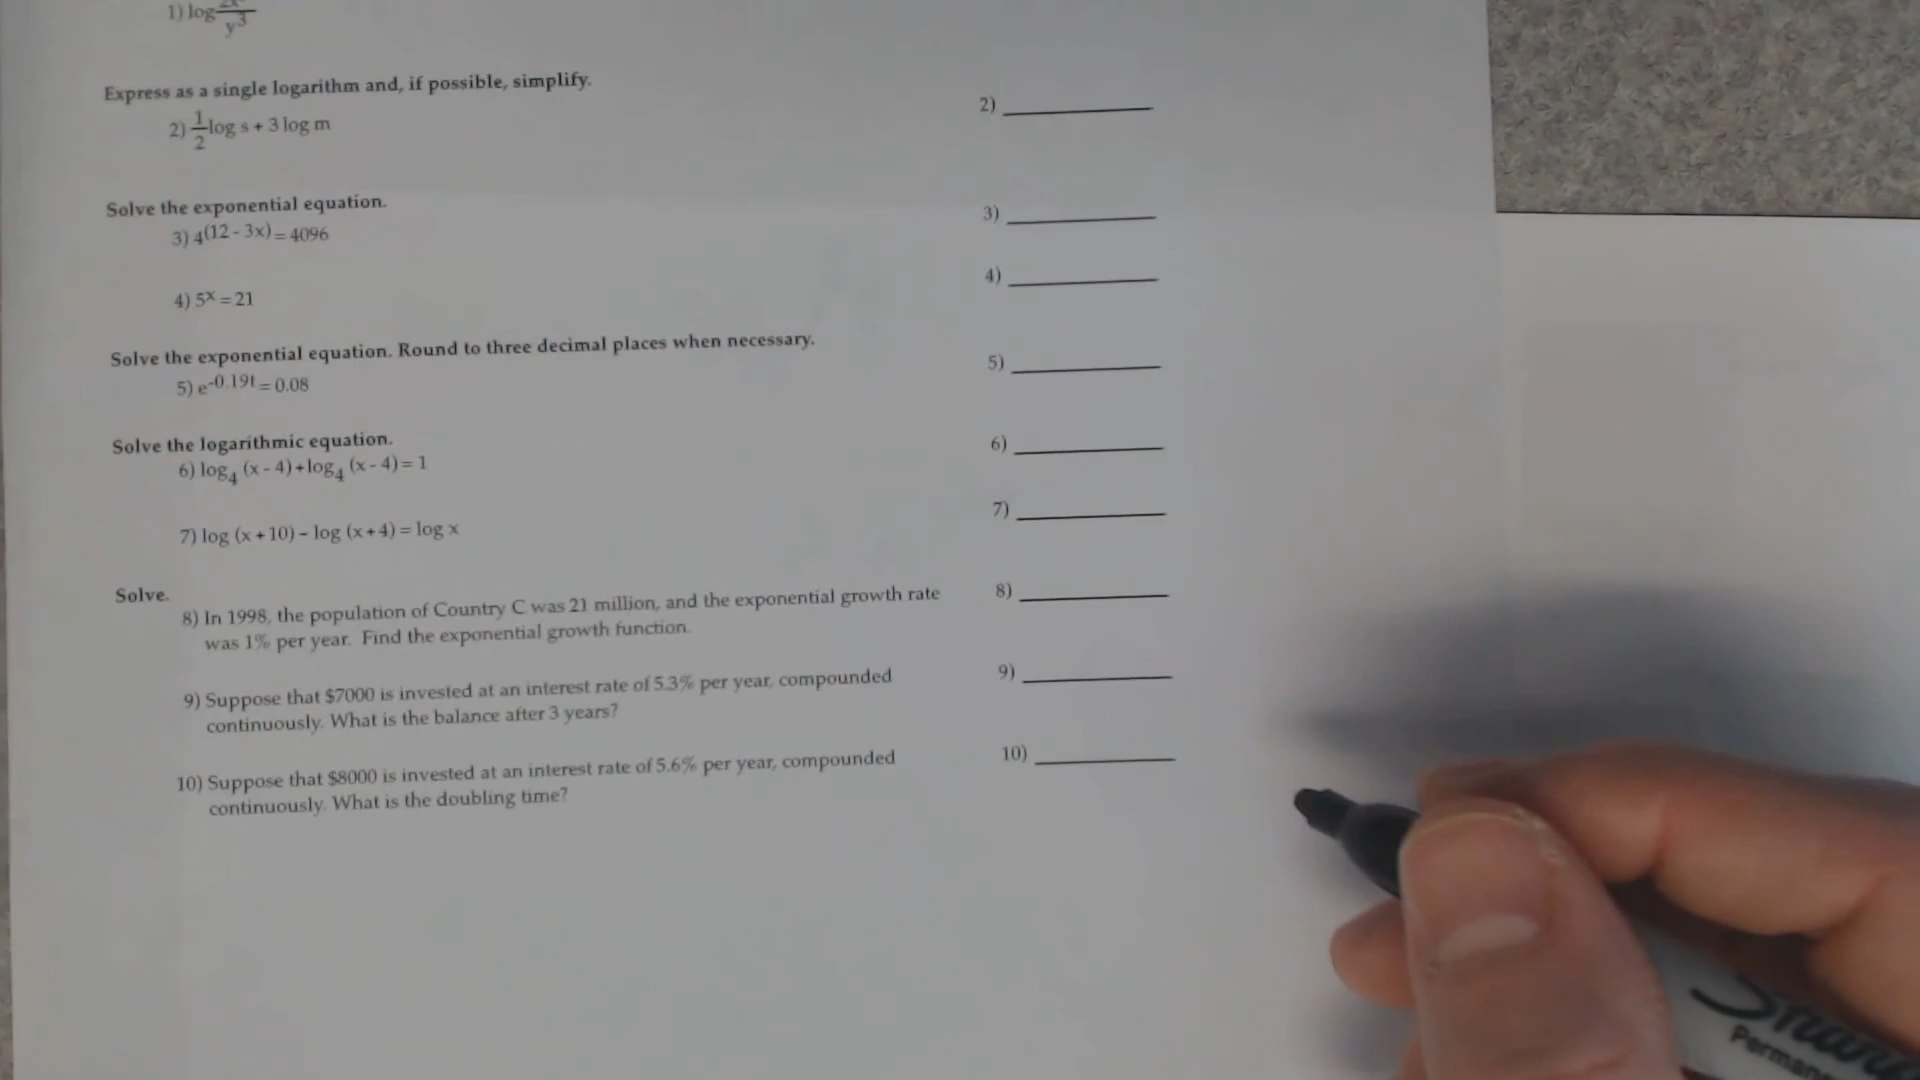 1) log 2x/y³
Express as a single logarithm and, if possible, simplify.
2) 1/2 log s + 3 log m
2)
Solve the exponential equation.
3) 4^(12 - 3x) = 4096
3)
4) 5^x = 21
4)
Solve the exponential equation. Round to three decimal places when necessary.
5) e^-0.19t = 0.08
5)
Solve the logarithmic equation.
6) log₄ (x - 4) + log₄ (x - 4) = 1
6)
7) log (x + 10) - log (x + 4) = log x
7)
Solve.
8) In 1998, the population of Country C was 21 million, and the exponential growth rate
was 1% per year. Find the exponential growth function.
8)
9) Suppose that $7000 is invested at an interest rate of 5.3% per year, compounded
continuously. What is the balance after 3 years?
9)
10) Suppose that $8000 is invested at an interest rate of 5.6% per year, compounded
continuously. What is the doubling time?
10)